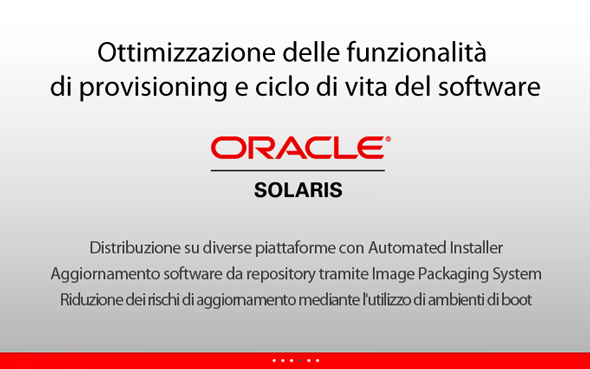 Ottimizzazione delle funzionalità
di provisioning e ciclo di vita del software
ORACLE®
SOLARIS
Distribuzione su diverse piattaforme con Automated Installer
Aggiornamento software da repository tramite Image Packaging System
Riduzione dei rischi di aggiornamento mediante l'utilizzo di ambienti di boot